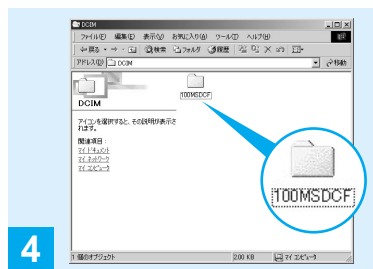 DCIM
ファイル(F) 編集(E) 表示(V) お気に入り(A) ツール(T) ヘルプ(H)
戻る 検索 フォルダ 履歴
アドレス(D) DCIM 移動
DCIM
100MSDCF
アイコンを選択すると、その説明が表示さ
れます。
関連項目:
マイ ドキュメント
マイ ネットワーク
マイ コンピュータ
100MSDCF
4
1 個のオブジェクト 200 KB マイ コンピュータ